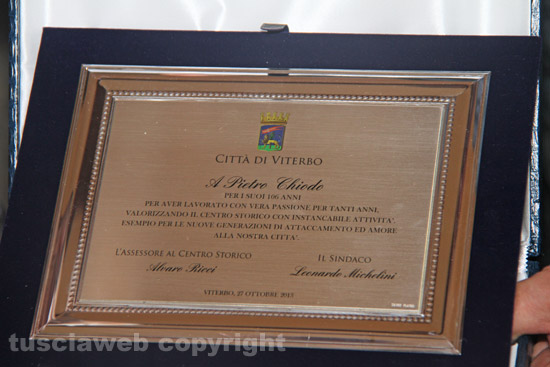 CITTÀ DI VITERBO
A Pietro Chiodo
PER I SUOI 106 ANNI
PER AVER LAVORATO CON VERA PASSIONE PER TANTI ANNI,
VALORIZZANDO IL CENTRO STORICO CON INSTANCABILE ATTIVITA'.
ESEMPIO PER LE NUOVE GENERAZIONI DI ATTACCAMENTO ED AMORE
ALLA NOSTRA CITTA'.
L'ASSESSORE AL CENTRO STORICO IL SINDACO
Alvaro Ricci Leonardo Michelini
VITERBO, 27 OTTOBRE 2017
tusciaweb copyright